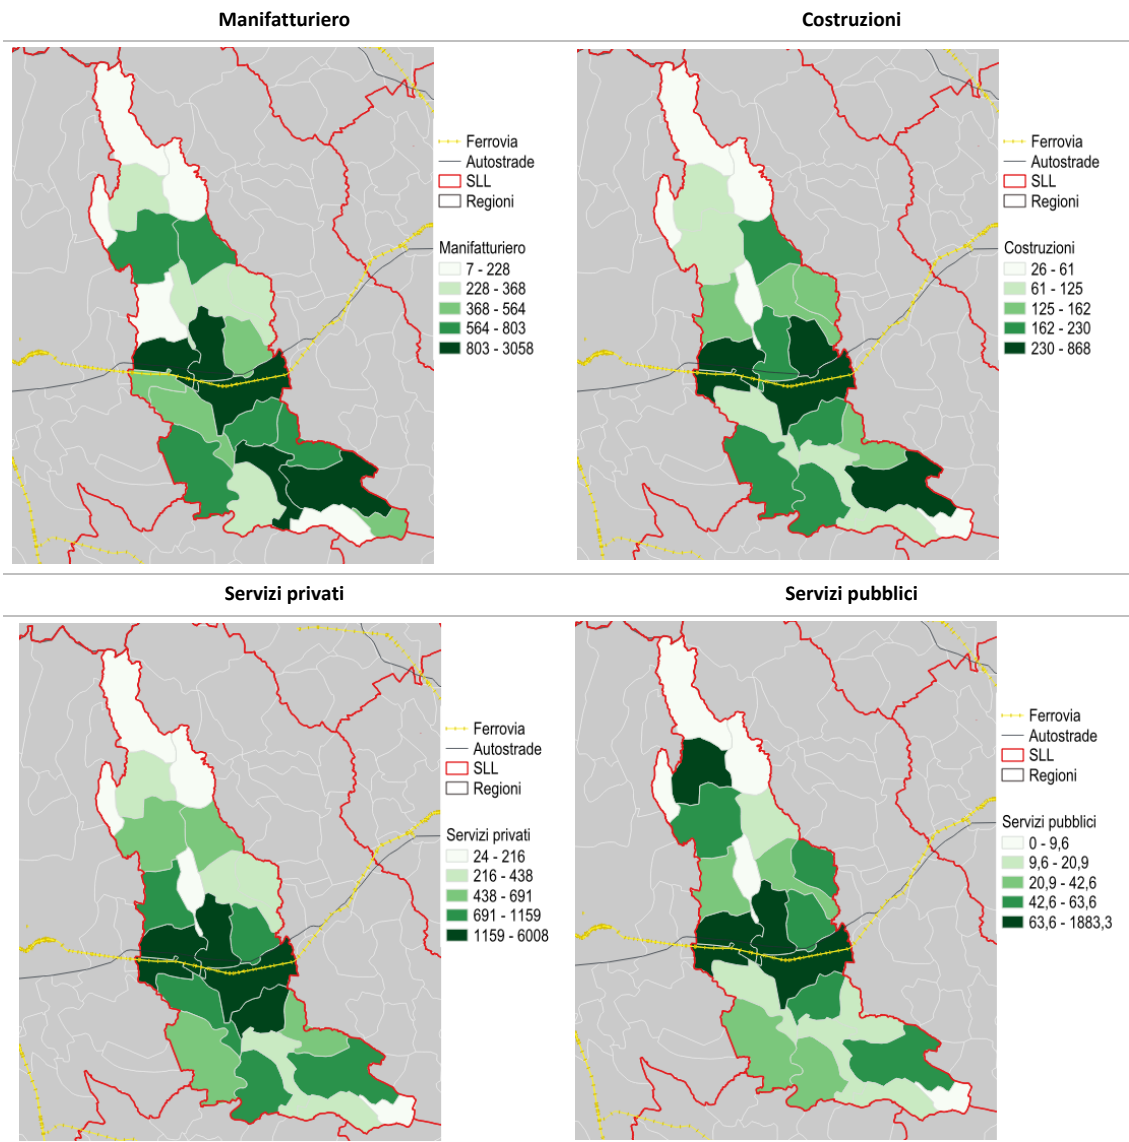 Manifatturiero
Ferrovia
Autostrade
SLL
Regioni
Manifatturiero
7 - 228
228 - 368
368 - 564
564 - 803
803 - 3058
Costruzioni
Ferrovia
Autostrade
SLL
Regioni
Costruzioni
26 - 61
61 - 125
125 - 162
162 - 230
230 - 868
Servizi privati
Ferrovia
Autostrade
SLL
Regioni
Servizi privati
24 - 216
216 - 438
438 - 691
691 - 1159
1159 - 6008
Servizi pubblici
Ferrovia
Autostrade
SLL
Regioni
Servizi pubblici
0 - 9,6
9,6 - 20,9
20,9 - 42,6
42,6 - 63,6
63,6 - 1883,3